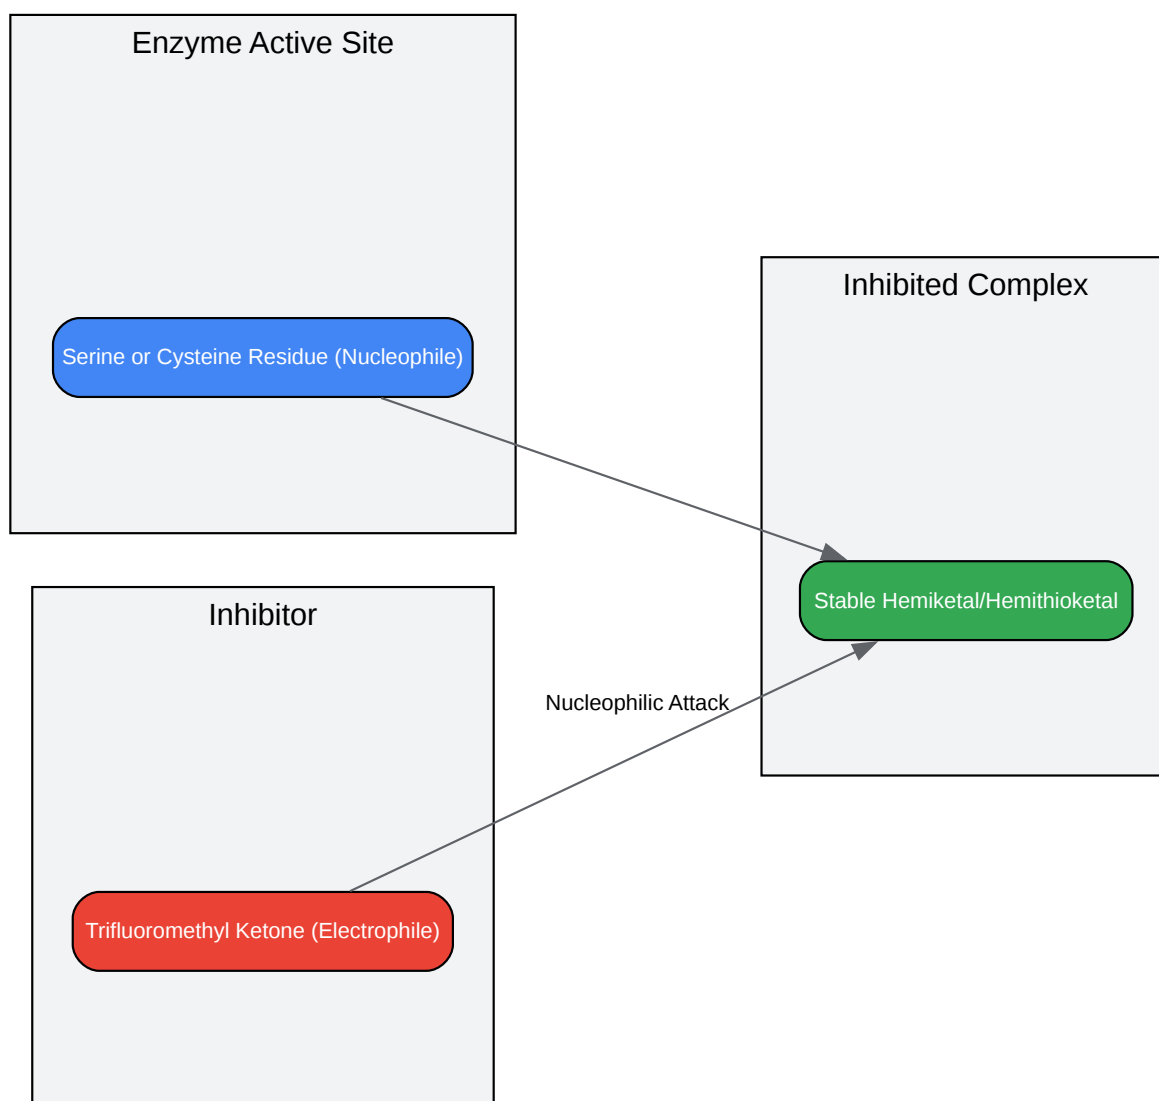 Enzyme Active Site
Serine or Cysteine Residue (Nucleophile)
Inhibited Complex
Stable Hemiketal/Hemithioketal
Inhibitor
Nucleophilic Attack
Trifluoromethyl Ketone (Electrophile)